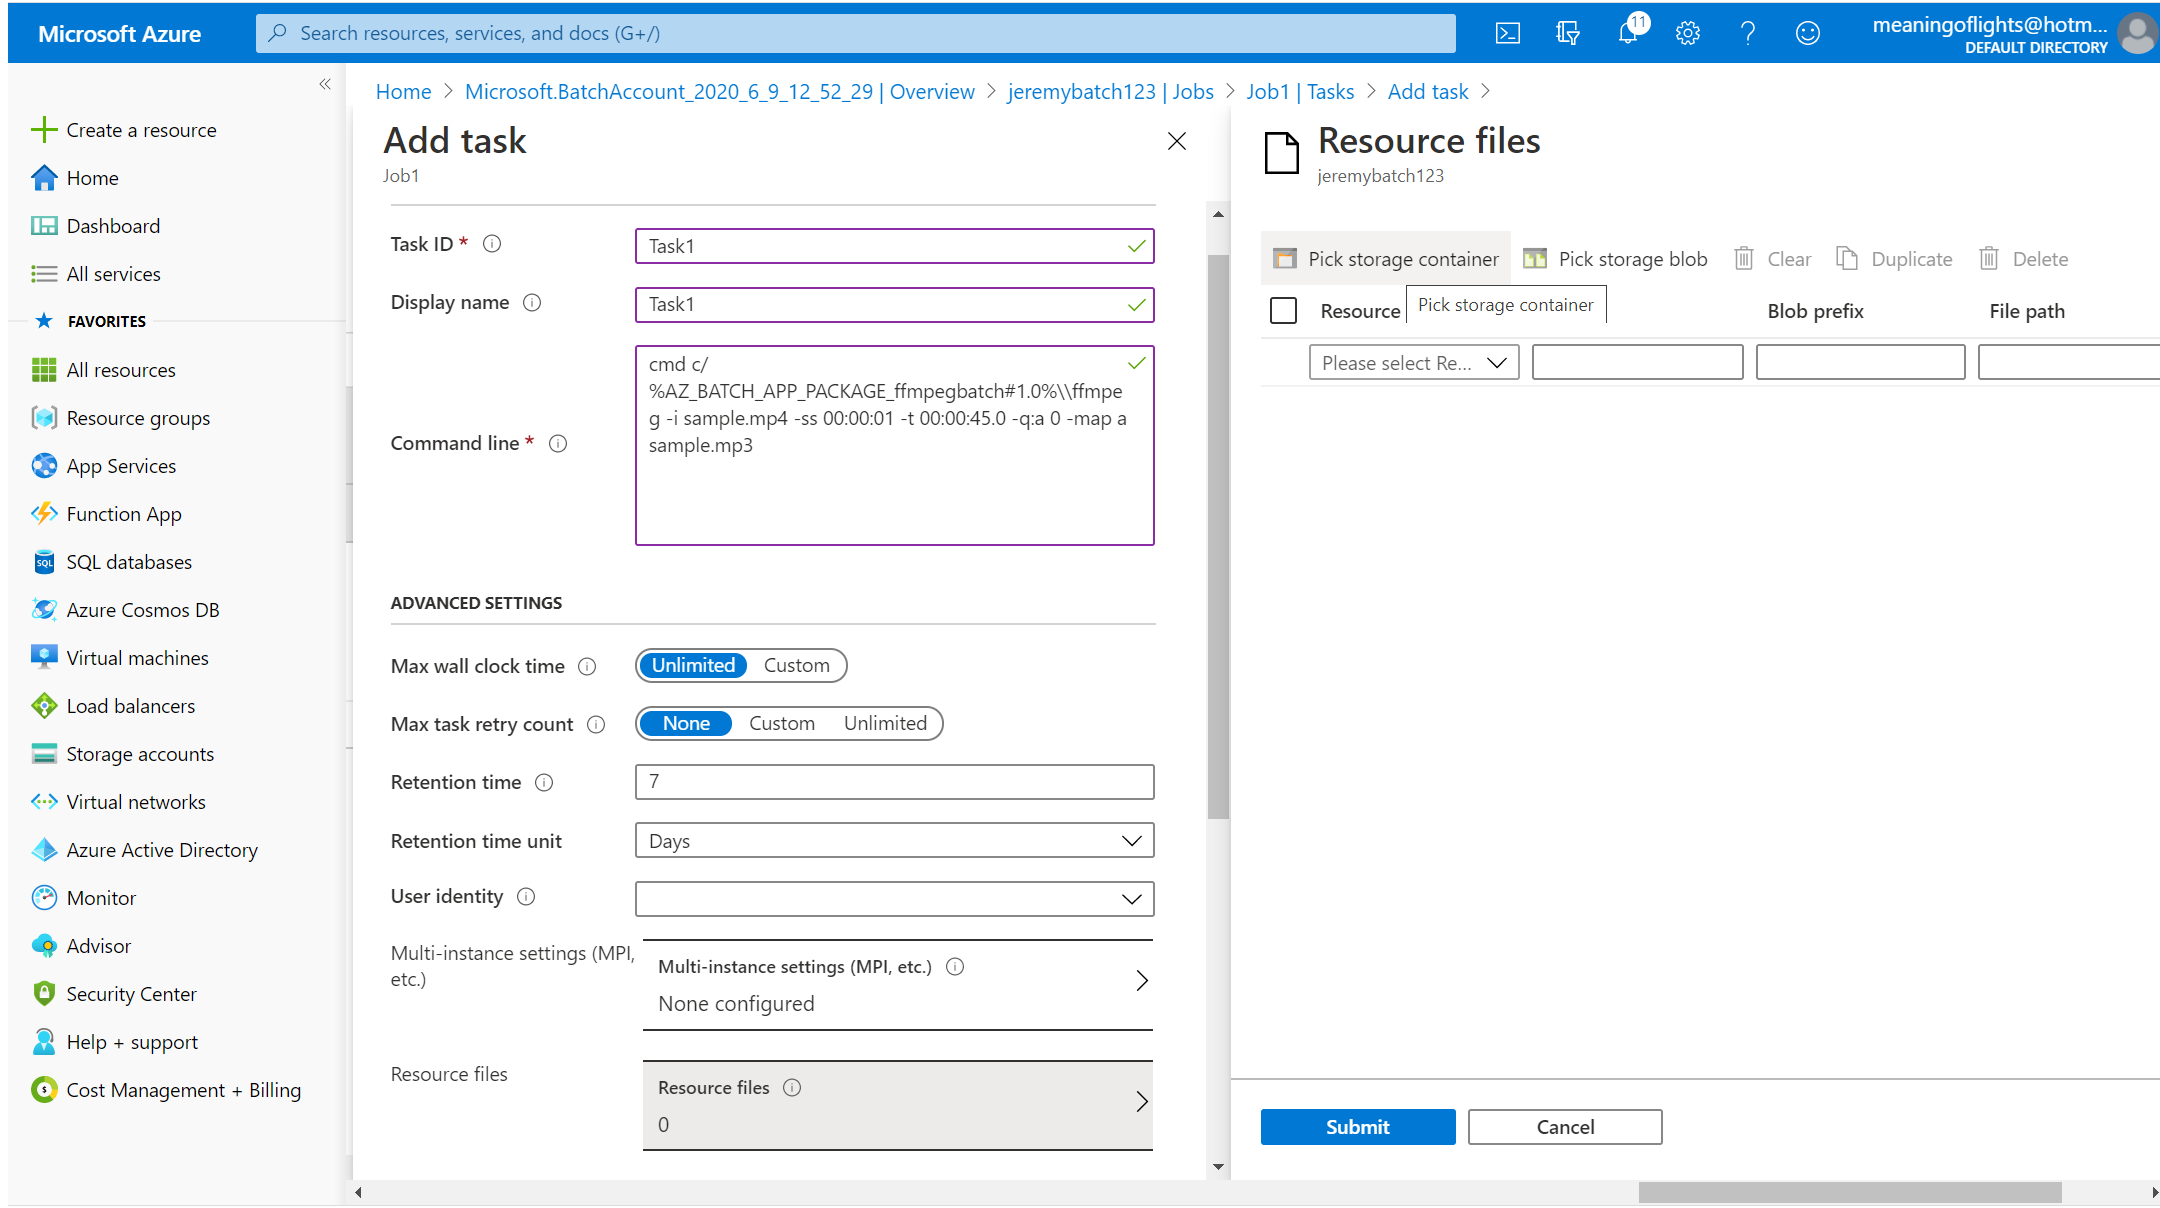 Microsoft Azure
Search resources, services, and docs (G+/)
11
meaningoflights@hotm...
DEFAULT DIRECTORY
Create a resource
Home
Dashboard
All services
FAVORITES
All resources
Resource groups
App Services
Function App
SQL
SQL databases
Azure Cosmos DB
Virtual machines
Load balancers
Storage accounts
Virtual networks
Azure Active Directory
Monitor
Advisor
Security Center
Help + support
Cost Management + Billing
Home > Microsoft.BatchAccount_2020_6_9_12_52_29 | Overview > jeremybatch123 | Jobs > Job1 | Tasks > Add task >
Add task
Job1
Task ID *
Task1
Display name
Task1
Command line *
cmd c/
%AZ_BATCH_APP_PACKAGE_ffmpegbatch#1.0%\\ffmpe
g -i sample.mp4 -ss 00:00:01 -t 00:00:45.0 -q:a 0 -map a
sample.mp3
ADVANCED SETTINGS
Max wall clock time
Unlimited Custom
Max task retry count
None Custom Unlimited
Retention time
7
Retention time unit
Days
User identity
Multi-instance settings (MPI,
etc.)
Multi-instance settings (MPI, etc.)
None configured
Resource files
Resource files
0
Resource files
jeremybatch123
Pick storage container Pick storage blob Clear Duplicate Delete
Pick storage container
Resource Blob prefix File path
Please select Re...
Submit Cancel